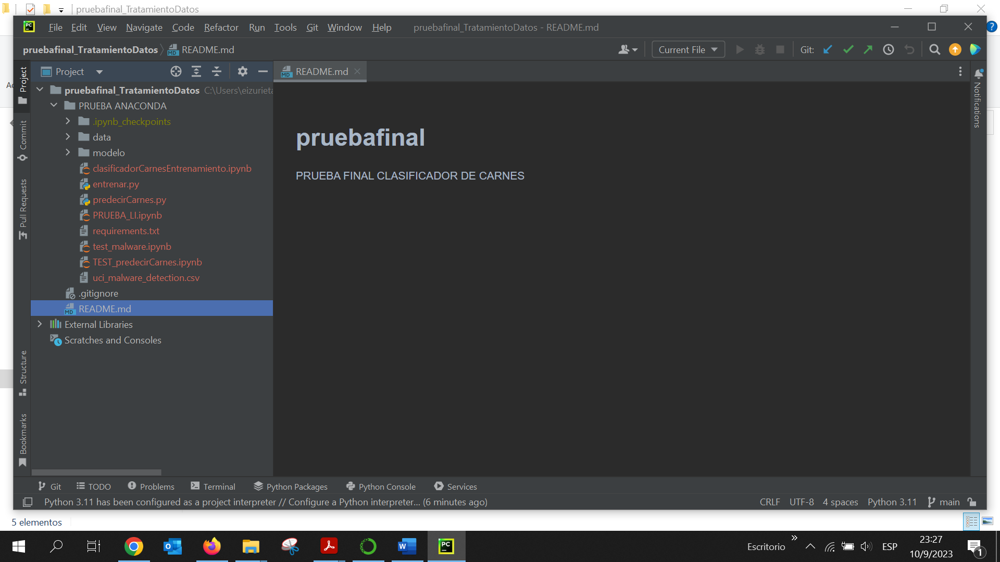 pruebafinal_TratamientoDatos
File Edit View Navigate Code Refactor Run Tools Git Window Help pruebafinal_TratamientoDatos - README.md
pruebafinal_TratamientoDatos README.md Current File Git:
Project README.md
Project
Commit
Pull Requests
Structure
Bookmarks
Notifications
pruebafinal_TratamientoDatos C:\Users\eizurieta
PRUEBA ANACONDA
.ipynb_checkpoints
data
modelo
clasificadorCarnesEntrenamiento.ipynb
entrenar.py
predecirCarnes.py
PRUEBA_LI.ipynb
requirements.txt
test_malware.ipynb
TEST_predecirCarnes.ipynb
uci_malware_detection.csv
.gitignore
README.md
External Libraries
Scratches and Consoles
pruebafinal
PRUEBA FINAL CLASIFICADOR DE CARNES
Git TODO Problems Terminal Python Packages Python Console Services
Python 3.11 has been configured as a project interpreter // Configure a Python interpreter... (6 minutes ago) CRLF UTF-8 4 spaces Python 3.11 main
5 elementos
Escritorio ESP 23:27
10/9/2023 1